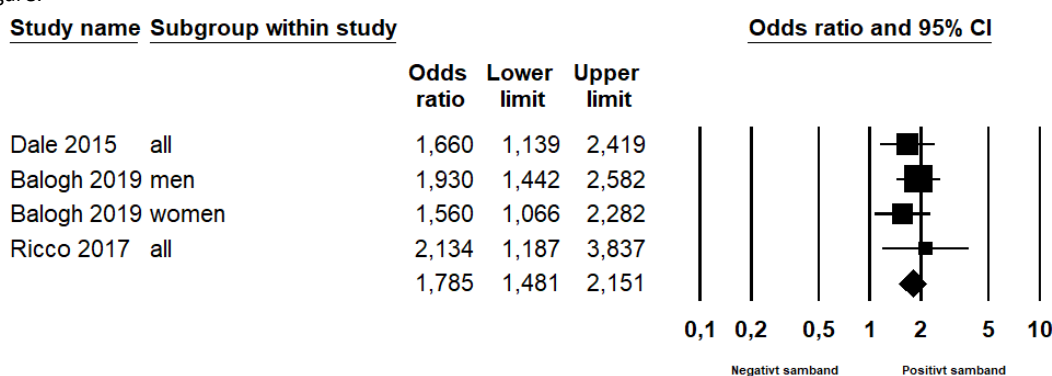 Study name Subgroup within study Odds ratio and 95% CI
Odds Lower Upper
ratio limit limit
Dale 2015 all 1,660 1,139 2,419
Balogh 2019 men 1,930 1,442 2,582
Balogh 2019 women 1,560 1,066 2,282
Ricco 2017 all 2,134 1,187 3,837
1,785 1,481 2,151
0,1 0,2 0,5 1 2 5 10
Negativt samband Positivt samband